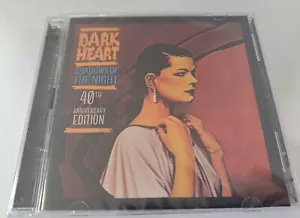 DARK
HEART
SHADOWS OF
THE NIGHT
40TH
ANNIVERSARY
EDITION